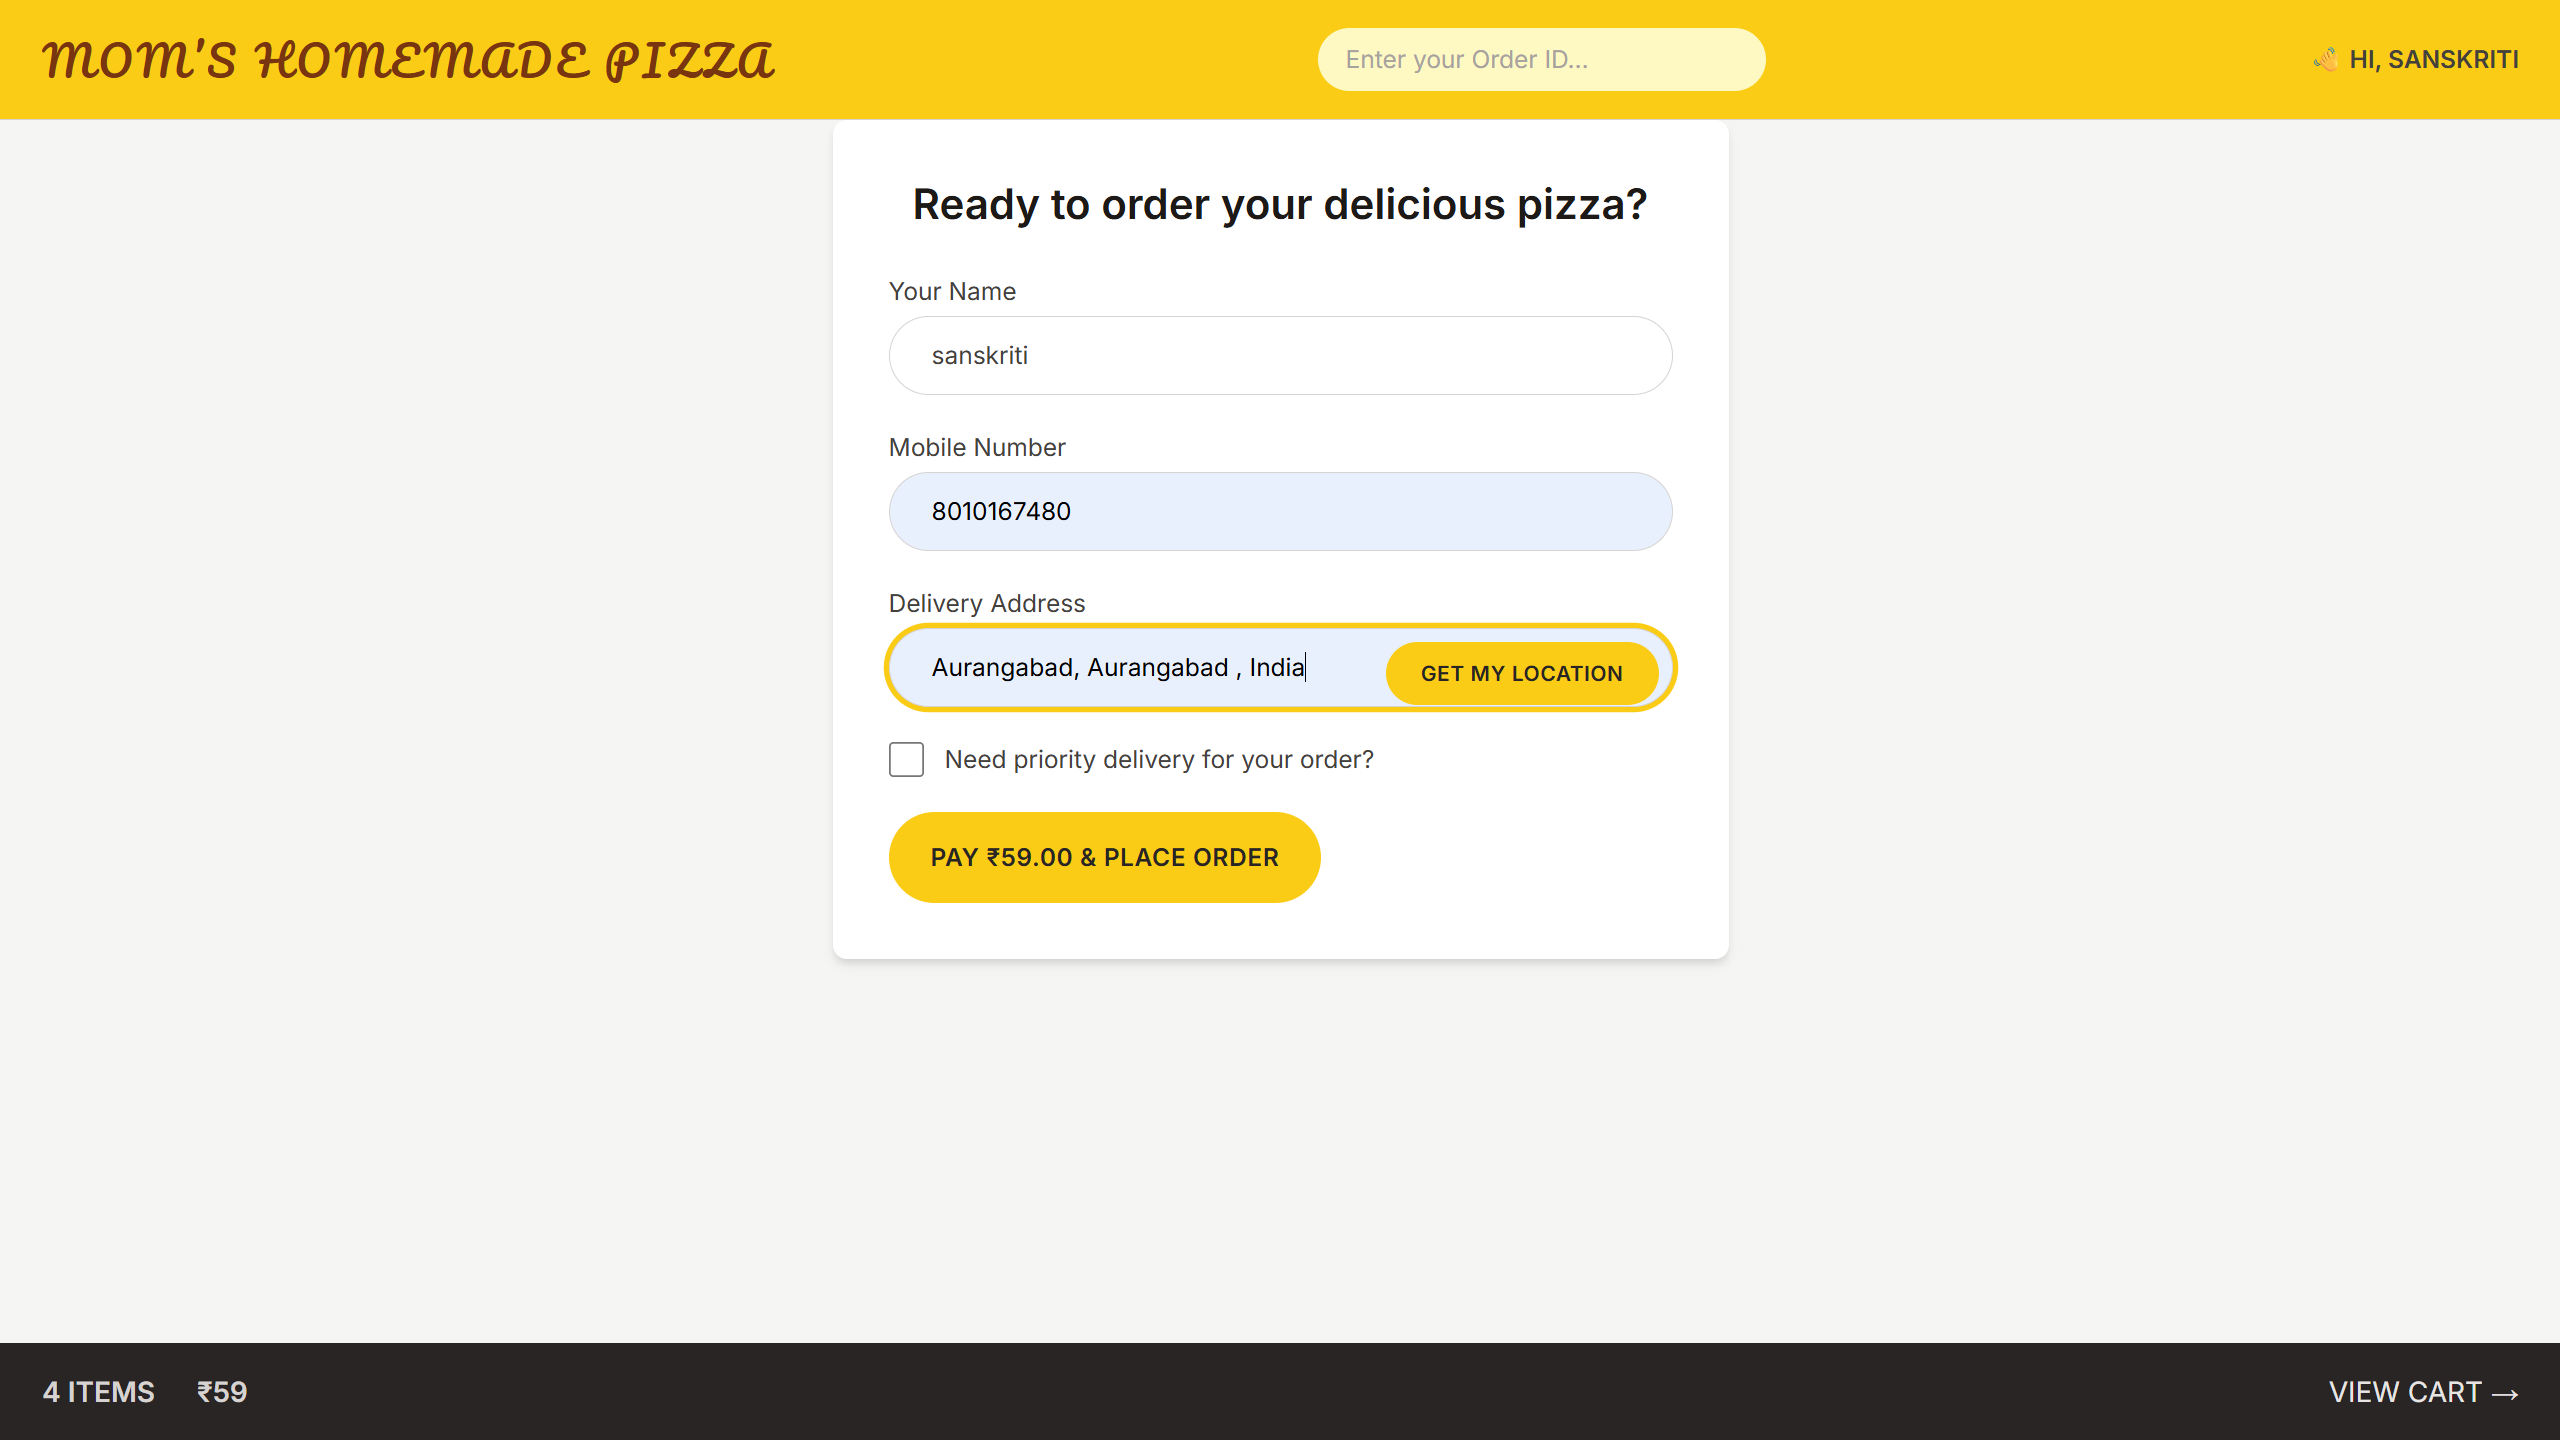 MOM'S HOMEMADE PIZZA
Enter your Order ID...
👋 HI, SANSKRITI
Ready to order your delicious pizza?
Your Name
sanskriti
Mobile Number
8010167480
Delivery Address
Aurangabad, Aurangabad , India
GET MY LOCATION
Need priority delivery for your order?
PAY ₹59.00 & PLACE ORDER
4 ITEMS ₹59
VIEW CART →